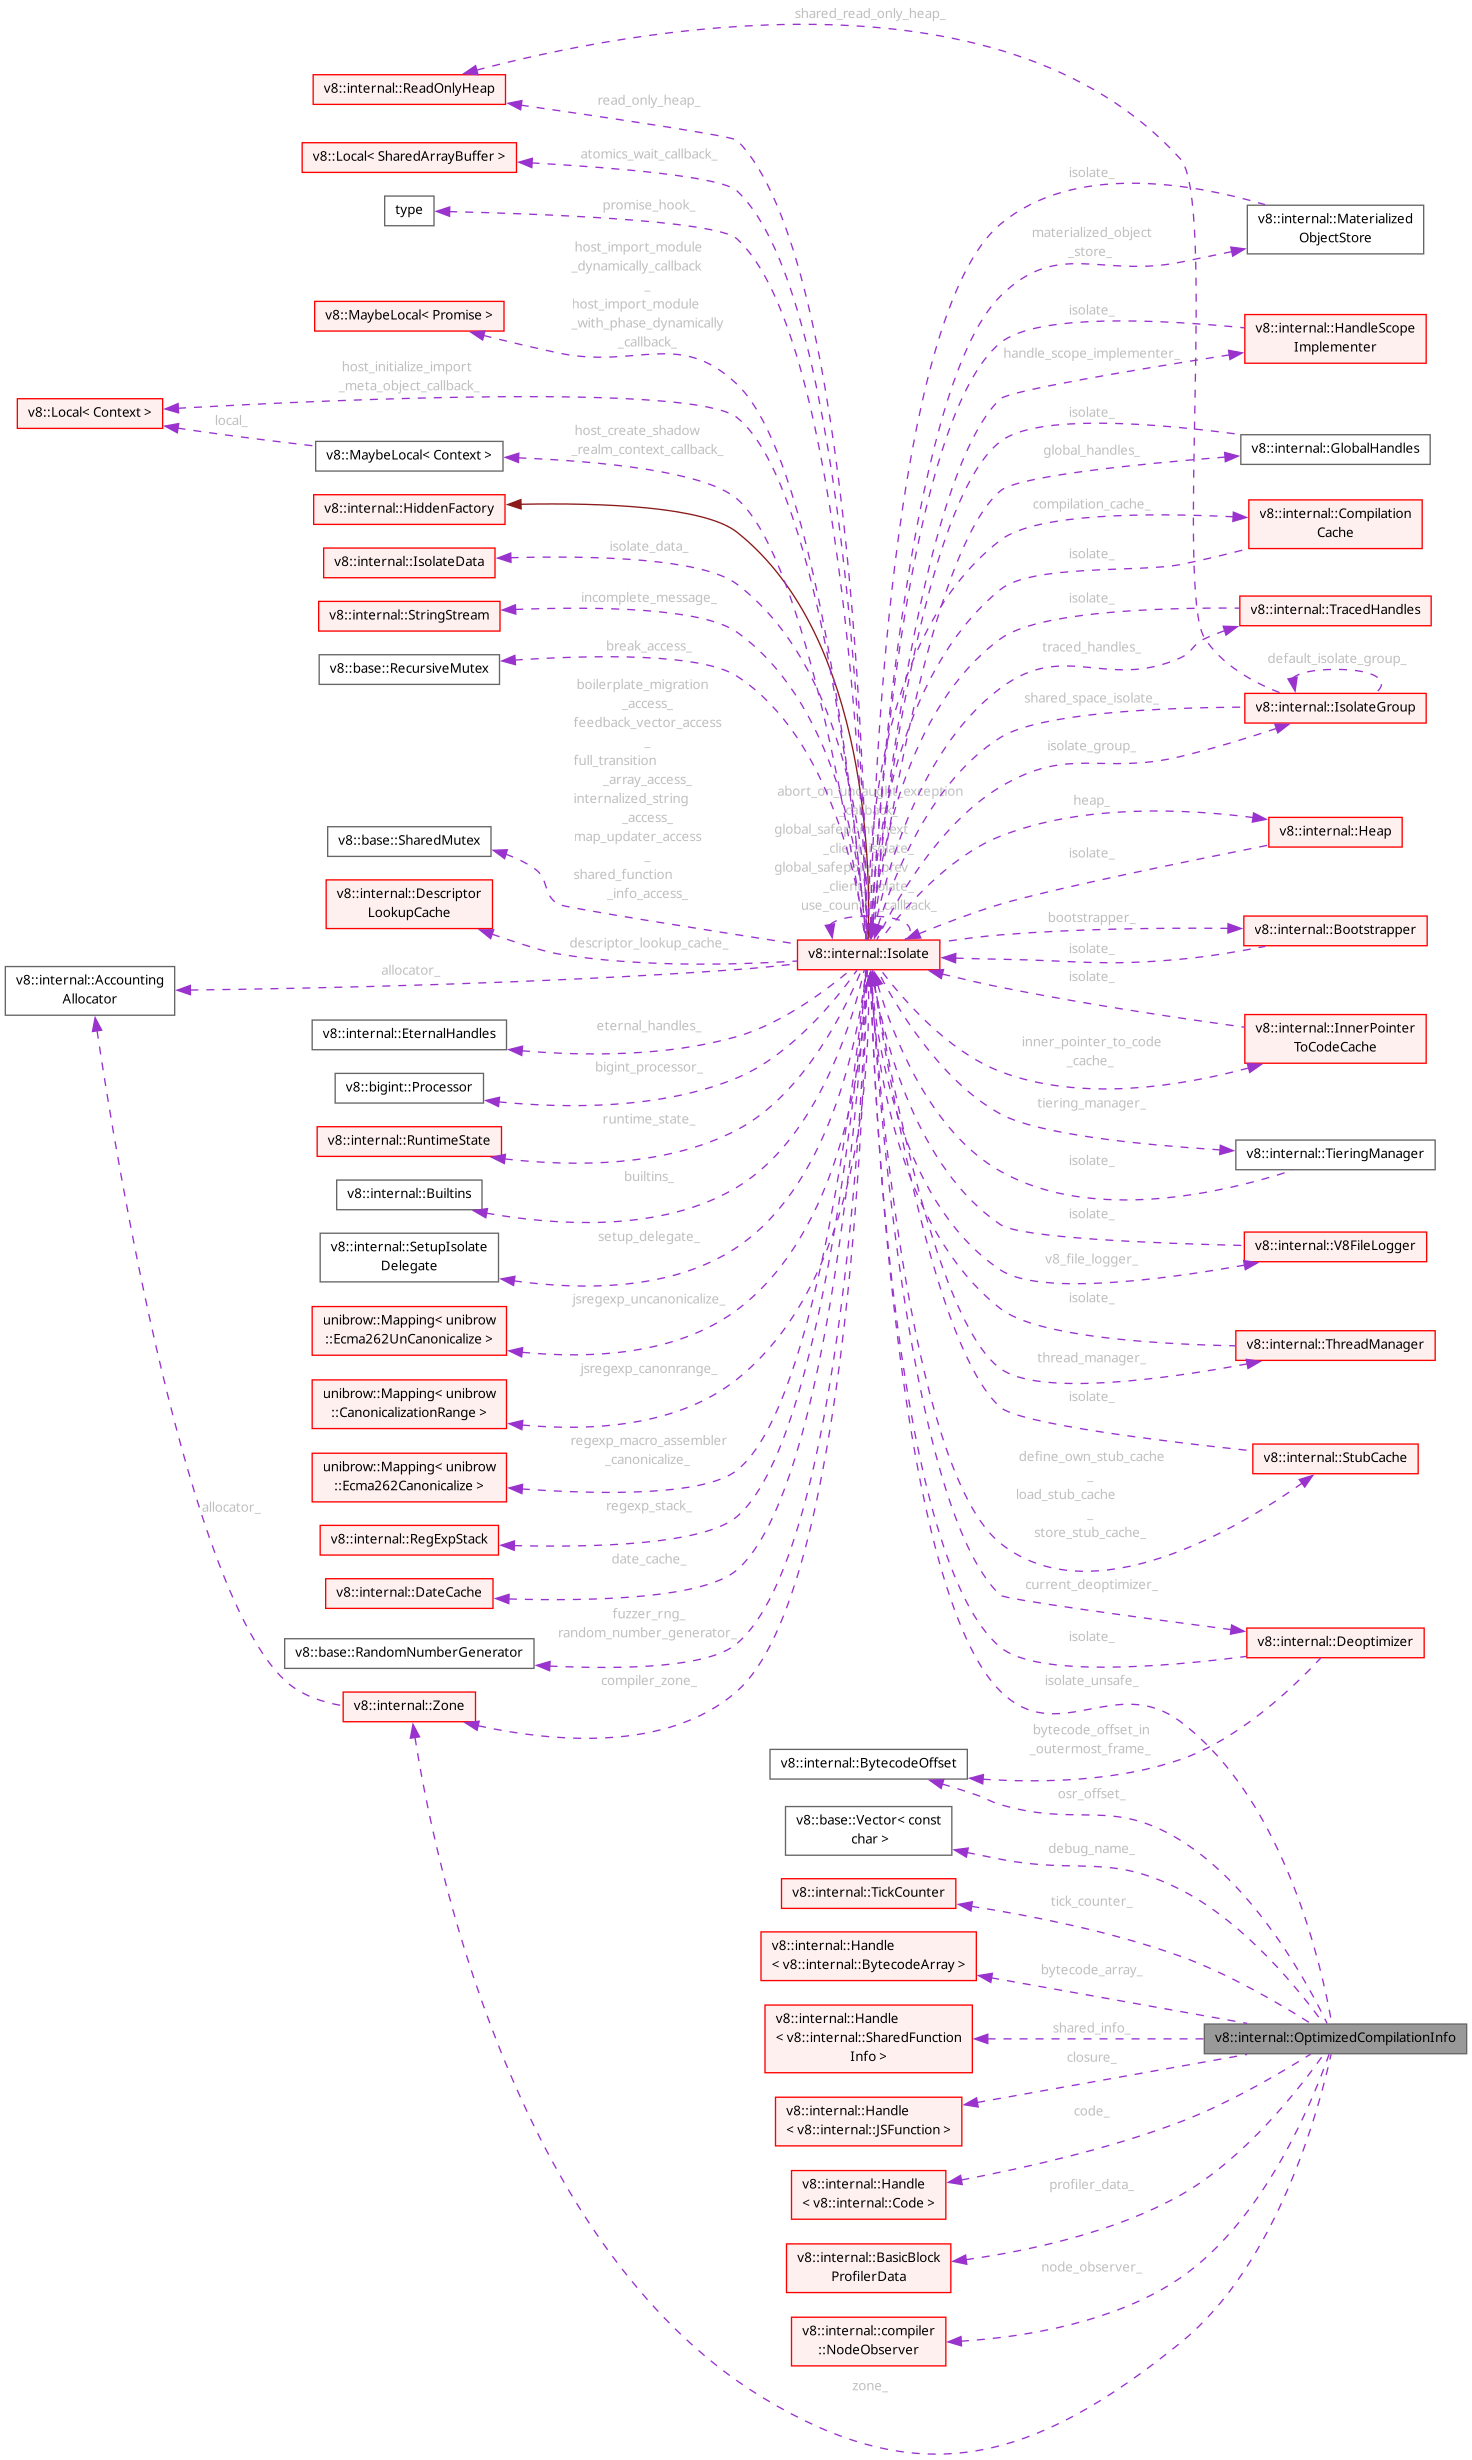 shared_read_only_heap_
v8::internal::ReadOnlyHeap
read_only_heap_
v8::Local< SharedArrayBuffer >
atomics_wait_callback_
type
promise_hook_
isolate_
v8::internal::Materialized
ObjectStore
materialized_object
_store_
host_import_module
_dynamically_callback
_
host_import_module
_with_phase_dynamically
_callback_
v8::MaybeLocal< Promise >
isolate_
v8::internal::HandleScope
Implementer
handle_scope_implementer_
host_initialize_import
_meta_object_callback_
v8::Local< Context >
local_
v8::MaybeLocal< Context >
host_create_shadow
_realm_context_callback_
isolate_
v8::internal::GlobalHandles
global_handles_
v8::internal::HiddenFactory
compilation_cache_
v8::internal::Compilation
Cache
isolate_
v8::internal::IsolateData
isolate_data_
v8::internal::StringStream
incomplete_message_
isolate_
v8::internal::TracedHandles
traced_handles_
v8::base::RecursiveMutex
break_access_
default_isolate_group_
shared_space_isolate_
v8::internal::IsolateGroup
isolate_group_
boilerplate_migration
_access_
feedback_vector_access
_
full_transition
_array_access_
internalized_string
_access_
map_updater_access
_
shared_function
_info_access_
abort_on_uncaught_exception
_callback_
global_safepoint_next
_client_isolate_
global_safepoint_prev
_client_isolate_
use_counter_callback_
heap_
v8::internal::Heap
isolate_
v8::base::SharedMutex
v8::internal::Descriptor
LookupCache
descriptor_lookup_cache_
v8::internal::Isolate
bootstrapper_
v8::internal::Bootstrapper
isolate_
v8::internal::Accounting
Allocator
allocator_
isolate_
v8::internal::InnerPointer
ToCodeCache
inner_pointer_to_code
_cache_
v8::internal::EternalHandles
eternal_handles_
v8::bigint::Processor
bigint_processor_
v8::internal::RuntimeState
runtime_state_
tiering_manager_
v8::internal::TieringManager
isolate_
v8::internal::Builtins
builtins_
v8::internal::SetupIsolate
Delegate
setup_delegate_
isolate_
v8::internal::V8FileLogger
v8_file_logger_
unibrow::Mapping< unibrow
::Ecma262UnCanonicalize >
jsregexp_uncanonicalize_
isolate_
v8::internal::ThreadManager
thread_manager_
unibrow::Mapping< unibrow
::CanonicalizationRange >
jsregexp_canonrange_
isolate_
v8::internal::StubCache
define_own_stub_cache
_
load_stub_cache
_
store_stub_cache_
unibrow::Mapping< unibrow
::Ecma262Canonicalize >
regexp_macro_assembler
_canonicalize_
v8::internal::RegExpStack
regexp_stack_
allocator_
v8::internal::DateCache
date_cache_
current_deoptimizer_
v8::internal::Deoptimizer
isolate_
v8::base::RandomNumberGenerator
fuzzer_rng_
random_number_generator_
v8::internal::Zone
compiler_zone_
isolate_unsafe_
bytecode_offset_in
_outermost_frame_
v8::internal::BytecodeOffset
osr_offset_
v8::base::Vector< const
char >
debug_name_
v8::internal::TickCounter
tick_counter_
v8::internal::Handle
< v8::internal::BytecodeArray >
bytecode_array_
v8::internal::Handle
< v8::internal::SharedFunction
Info >
shared_info_
v8::internal::OptimizedCompilationInfo
v8::internal::Handle
< v8::internal::JSFunction >
closure_
v8::internal::Handle
< v8::internal::Code >
code_
v8::internal::BasicBlock
ProfilerData
profiler_data_
v8::internal::compiler
::NodeObserver
node_observer_
zone_